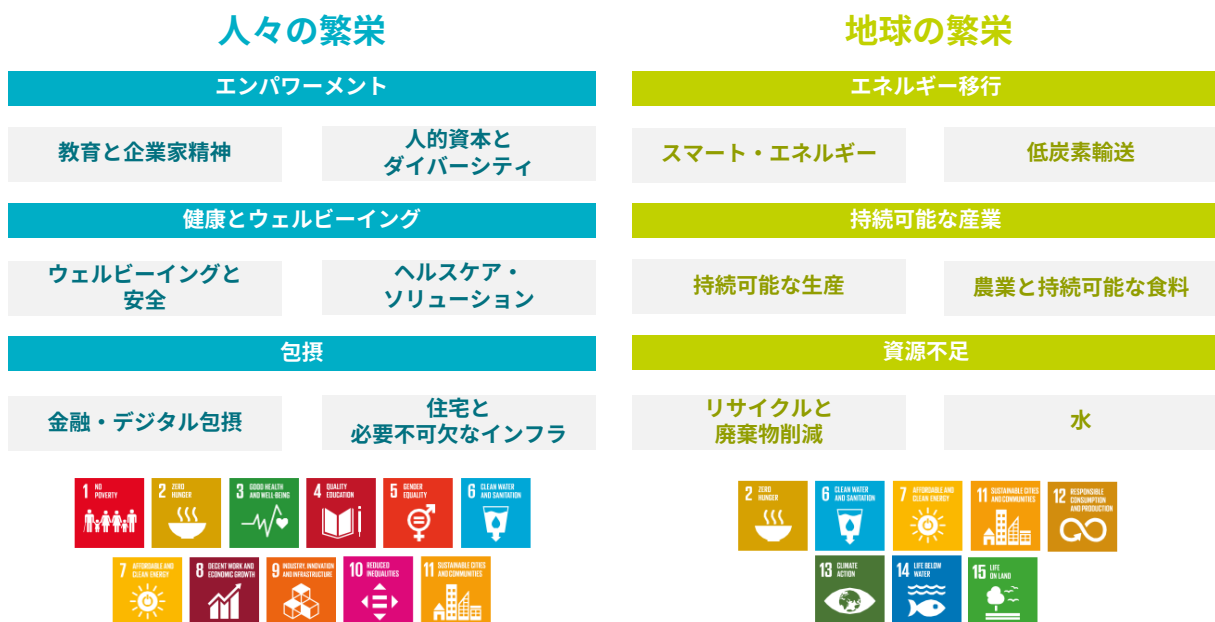 人々の繁栄
エンパワーメント
教育と企業家精神
人的資本と
ダイバーシティ
健康とウェルビーイング
ウェルビーイングと
安全
ヘルスケア・
ソリューション
包摂
金融・デジタル包摂
住宅と
必要不可欠なインフラ
1 NO
POVERTY
2 ZERO
HUNGER
3 GOOD HEALTH
AND WELL-BEING
4 QUALITY
EDUCATION
5 GENDER
EQUALITY
6 CLEAN WATER
AND SANITATION
7 AFFORDABLE AND
CLEAN ENERGY
8 DECENT WORK AND
ECONOMIC GROWTH
9 INDUSTRY, INNOVATION
AND INFRASTRUCTURE
10 REDUCED
INEQUALITIES
11 SUSTAINABLE CITIES
AND COMMUNITIES
地球の繁栄
エネルギー移行
スマート・エネルギー
低炭素輸送
持続可能な産業
持続可能な生産
農業と持続可能な食料
資源不足
リサイクルと
廃棄物削減
水
2 ZERO
HUNGER
6 CLEAN WATER
AND SANITATION
7 AFFORDABLE AND
CLEAN ENERGY
11 SUSTAINABLE CITIES
AND COMMUNITIES
12 RESPONSIBLE
CONSUMPTION
AND PRODUCTION
13 CLIMATE
ACTION
14 LIFE BELOW
WATER
15 LIFE
ON LAND